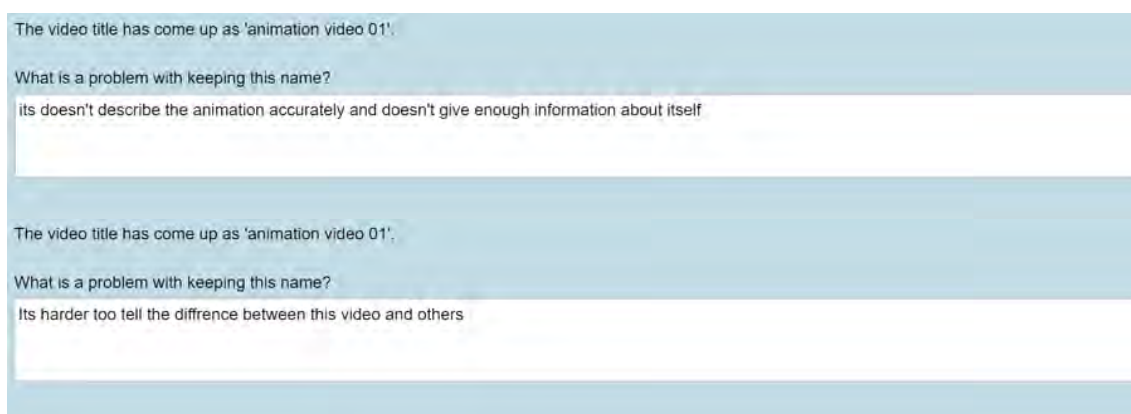 The video title has come up as 'animation video 01'.
What is a problem with keeping this name?
its doesn't describe the animation accurately and doesn't give enough information about itself
The video title has come up as 'animation video 01'.
What is a problem with keeping this name?
Its harder too tell the diffrence between this video and others